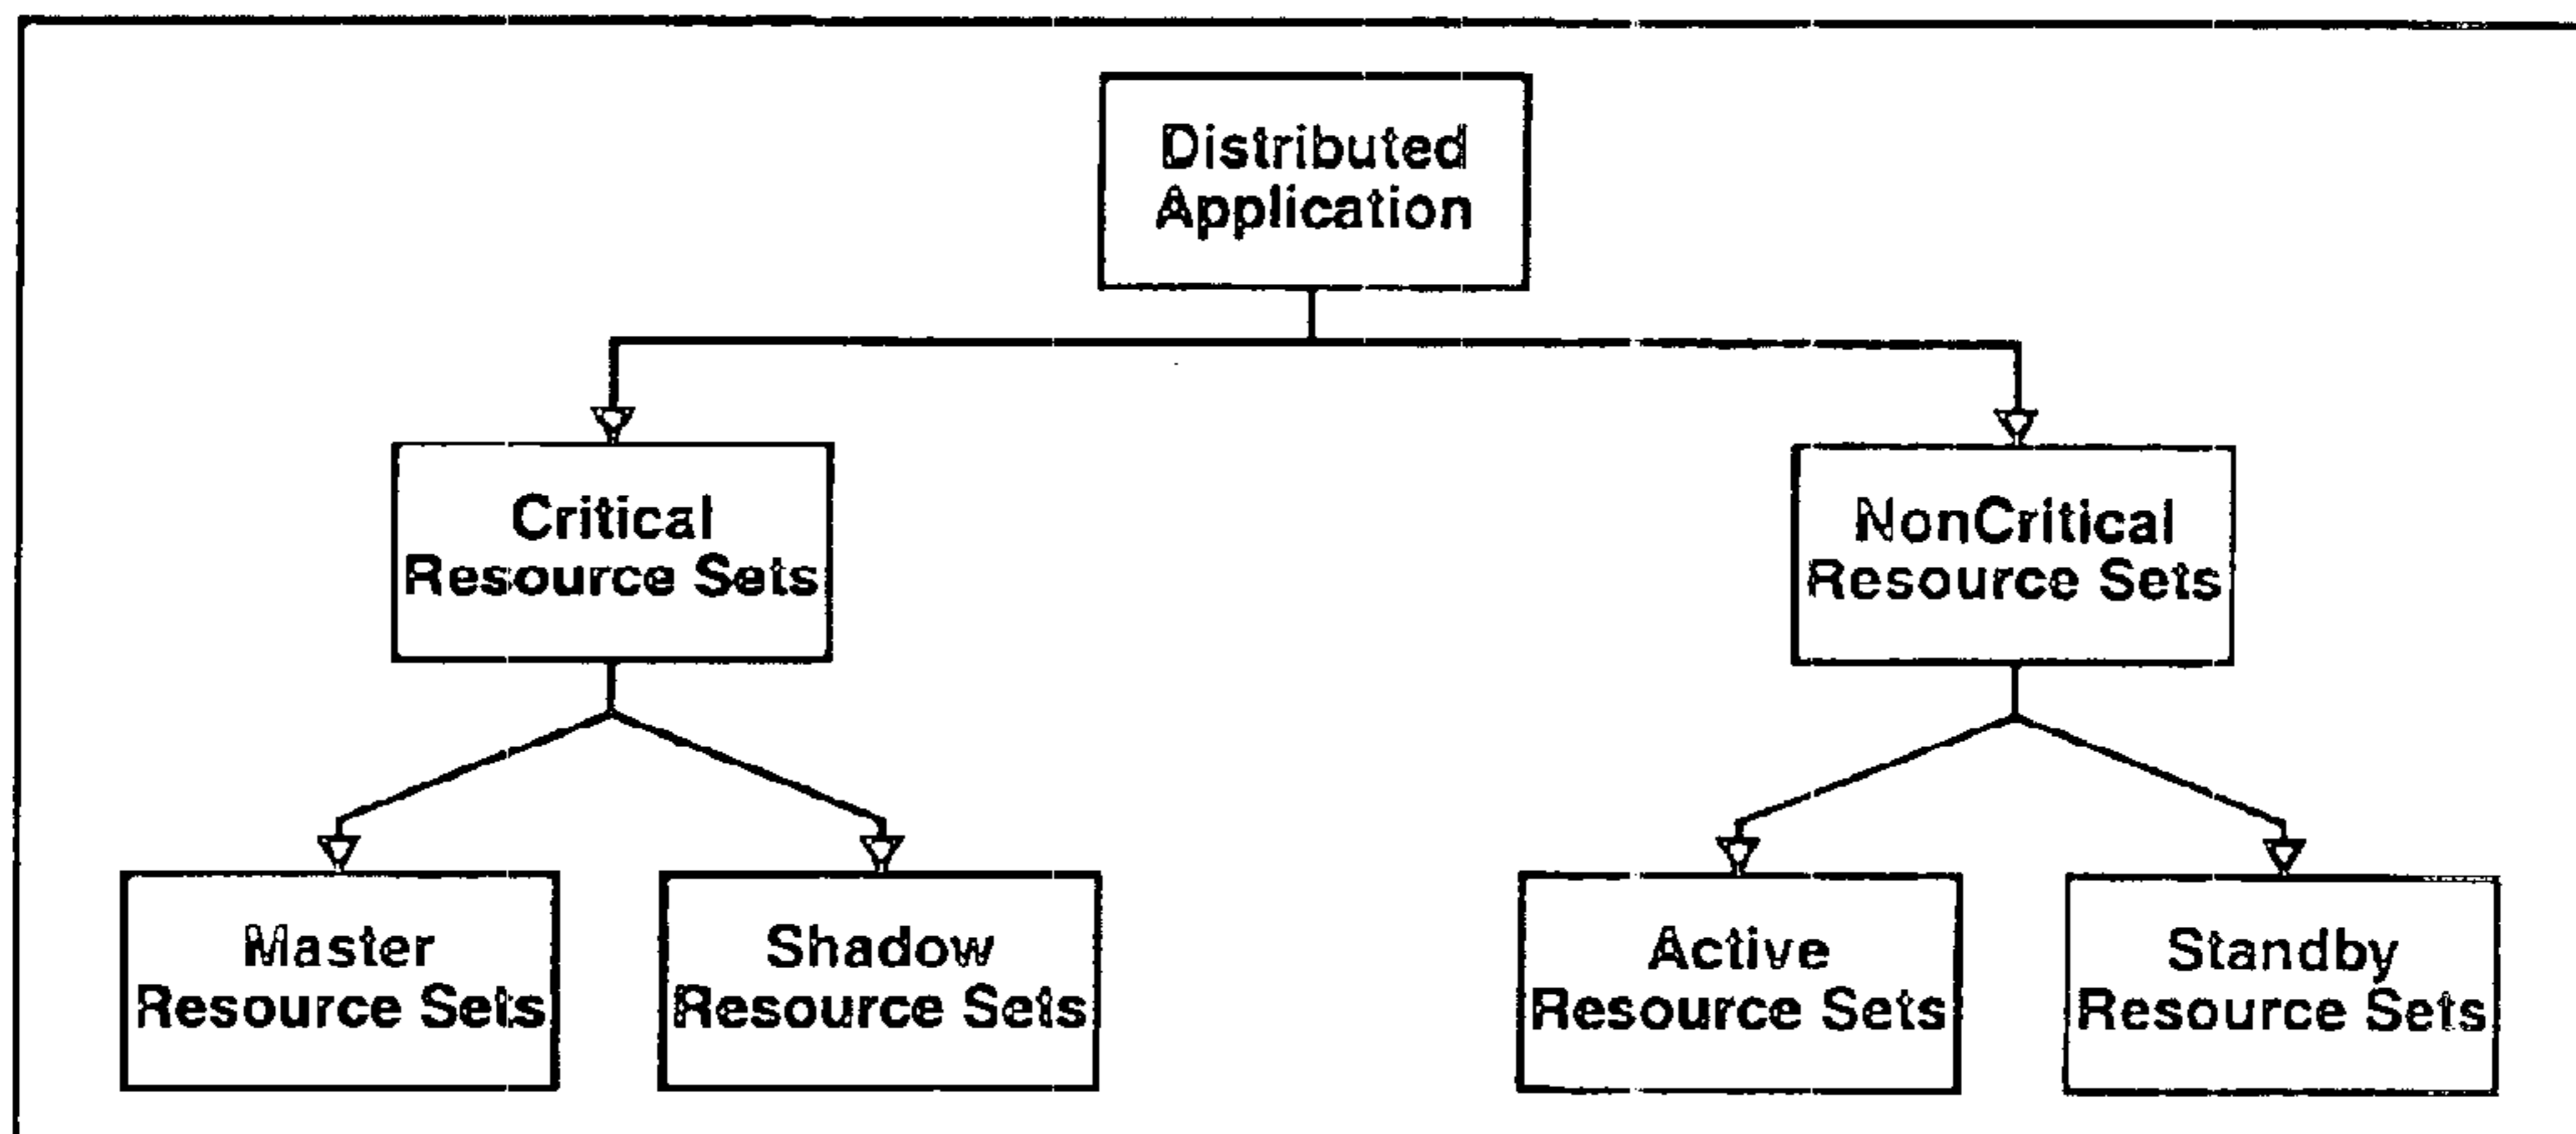 Distributed
Application
Critical
Resource Sets
NonCritical
Resource Sets
Master
Resource Sets
Shadow
Resource Sets
Active
Resource Sets
Standby
Resource Sets